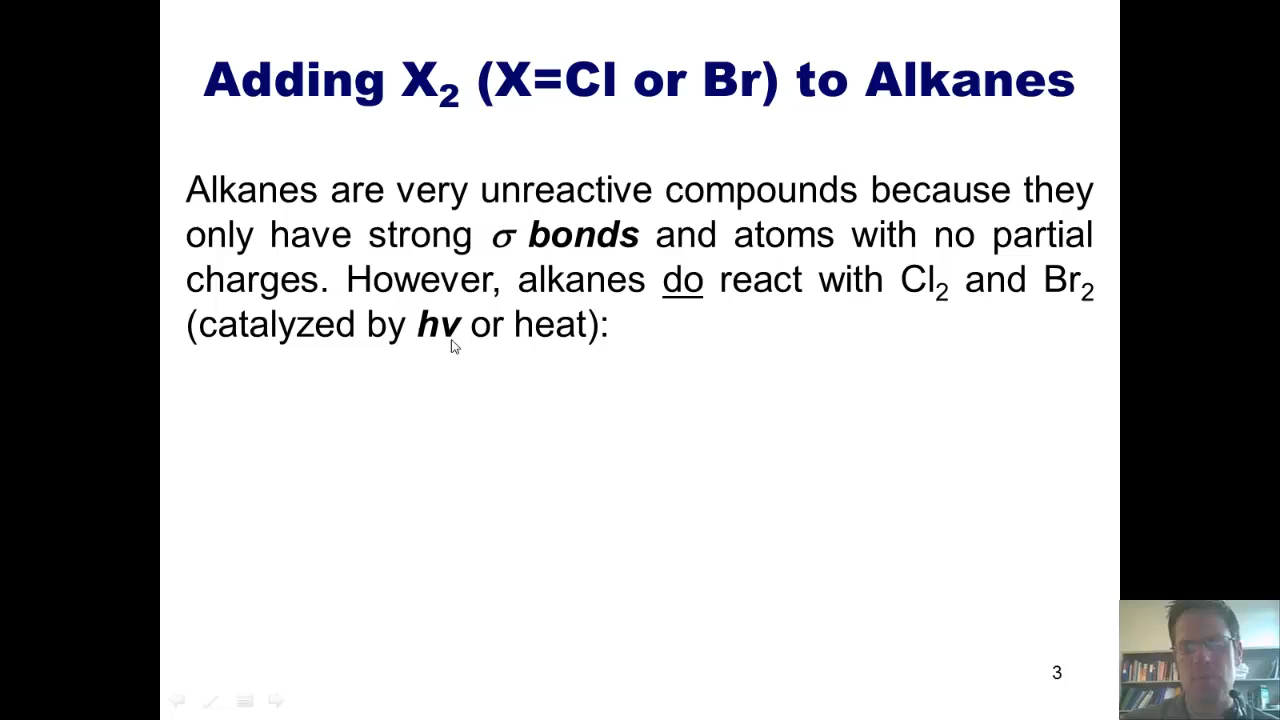 Adding X₂ (X=Cl or Br) to Alkanes
Alkanes are very unreactive compounds because they
only have strong σ bonds and atoms with no partial
charges. However, alkanes do react with Cl₂ and Br₂
(catalyzed by hν or heat):
3